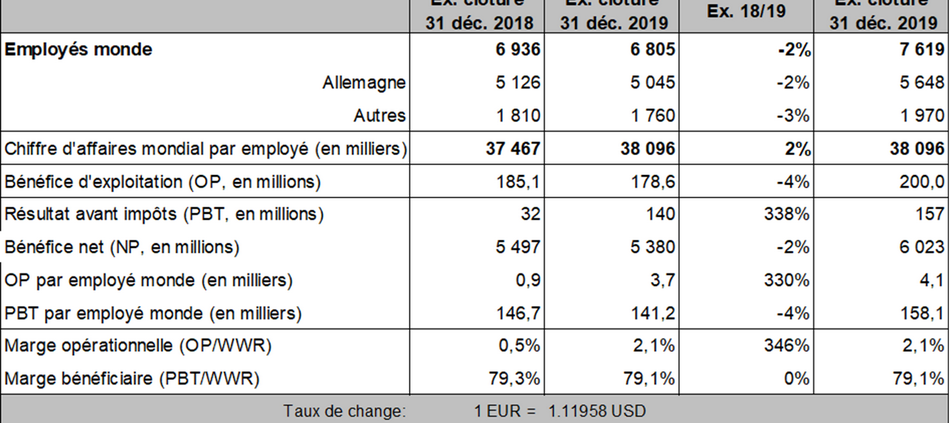 Ex. clôture Ex. clôture Ex. 18/19 Ex. clôture
31 déc. 2018 31 déc. 2019 31 déc. 2019
Employés monde 6 936 6 805 -2% 7 619
Allemagne 5 126 5 045 -2% 5 648
Autres 1 810 1 760 -3% 1 970
Chiffre d'affaires mondial par employé (en milliers) 37 467 38 096 2% 38 096
Bénéfice d'exploitation (OP, en millions) 185,1 178,6 -4% 200,0
Résultat avant impôts (PBT, en millions) 32 140 338% 157
Bénéfice net (NP, en millions) 5 497 5 380 -2% 6 023
OP par employé monde (en milliers) 0,9 3,7 330% 4,1
PBT par employé monde (en milliers) 146,7 141,2 -4% 158,1
Marge opérationnelle (OP/WWR) 0,5% 2,1% 346% 2,1%
Marge bénéficiaire (PBT/WWR) 79,3% 79,1% 0% 79,1%
Taux de change: 1 EUR = 1.11958 USD